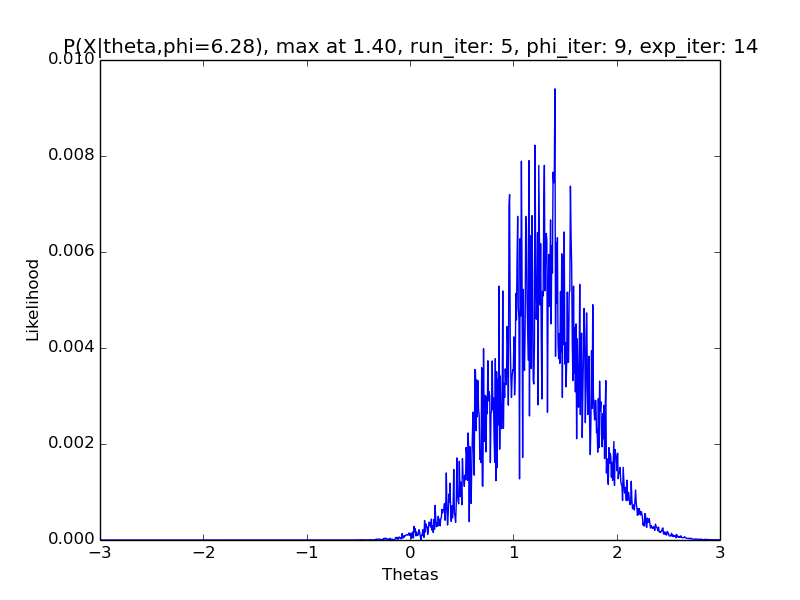 P(X|theta,phi=6.28), max at 1.40, run_iter: 5, phi_iter: 9, exp_iter: 14
0.010
0.008
0.006
0.004
0.002
0.000
Likelihood
−3 −2 −1 0 1 2 3
Thetas